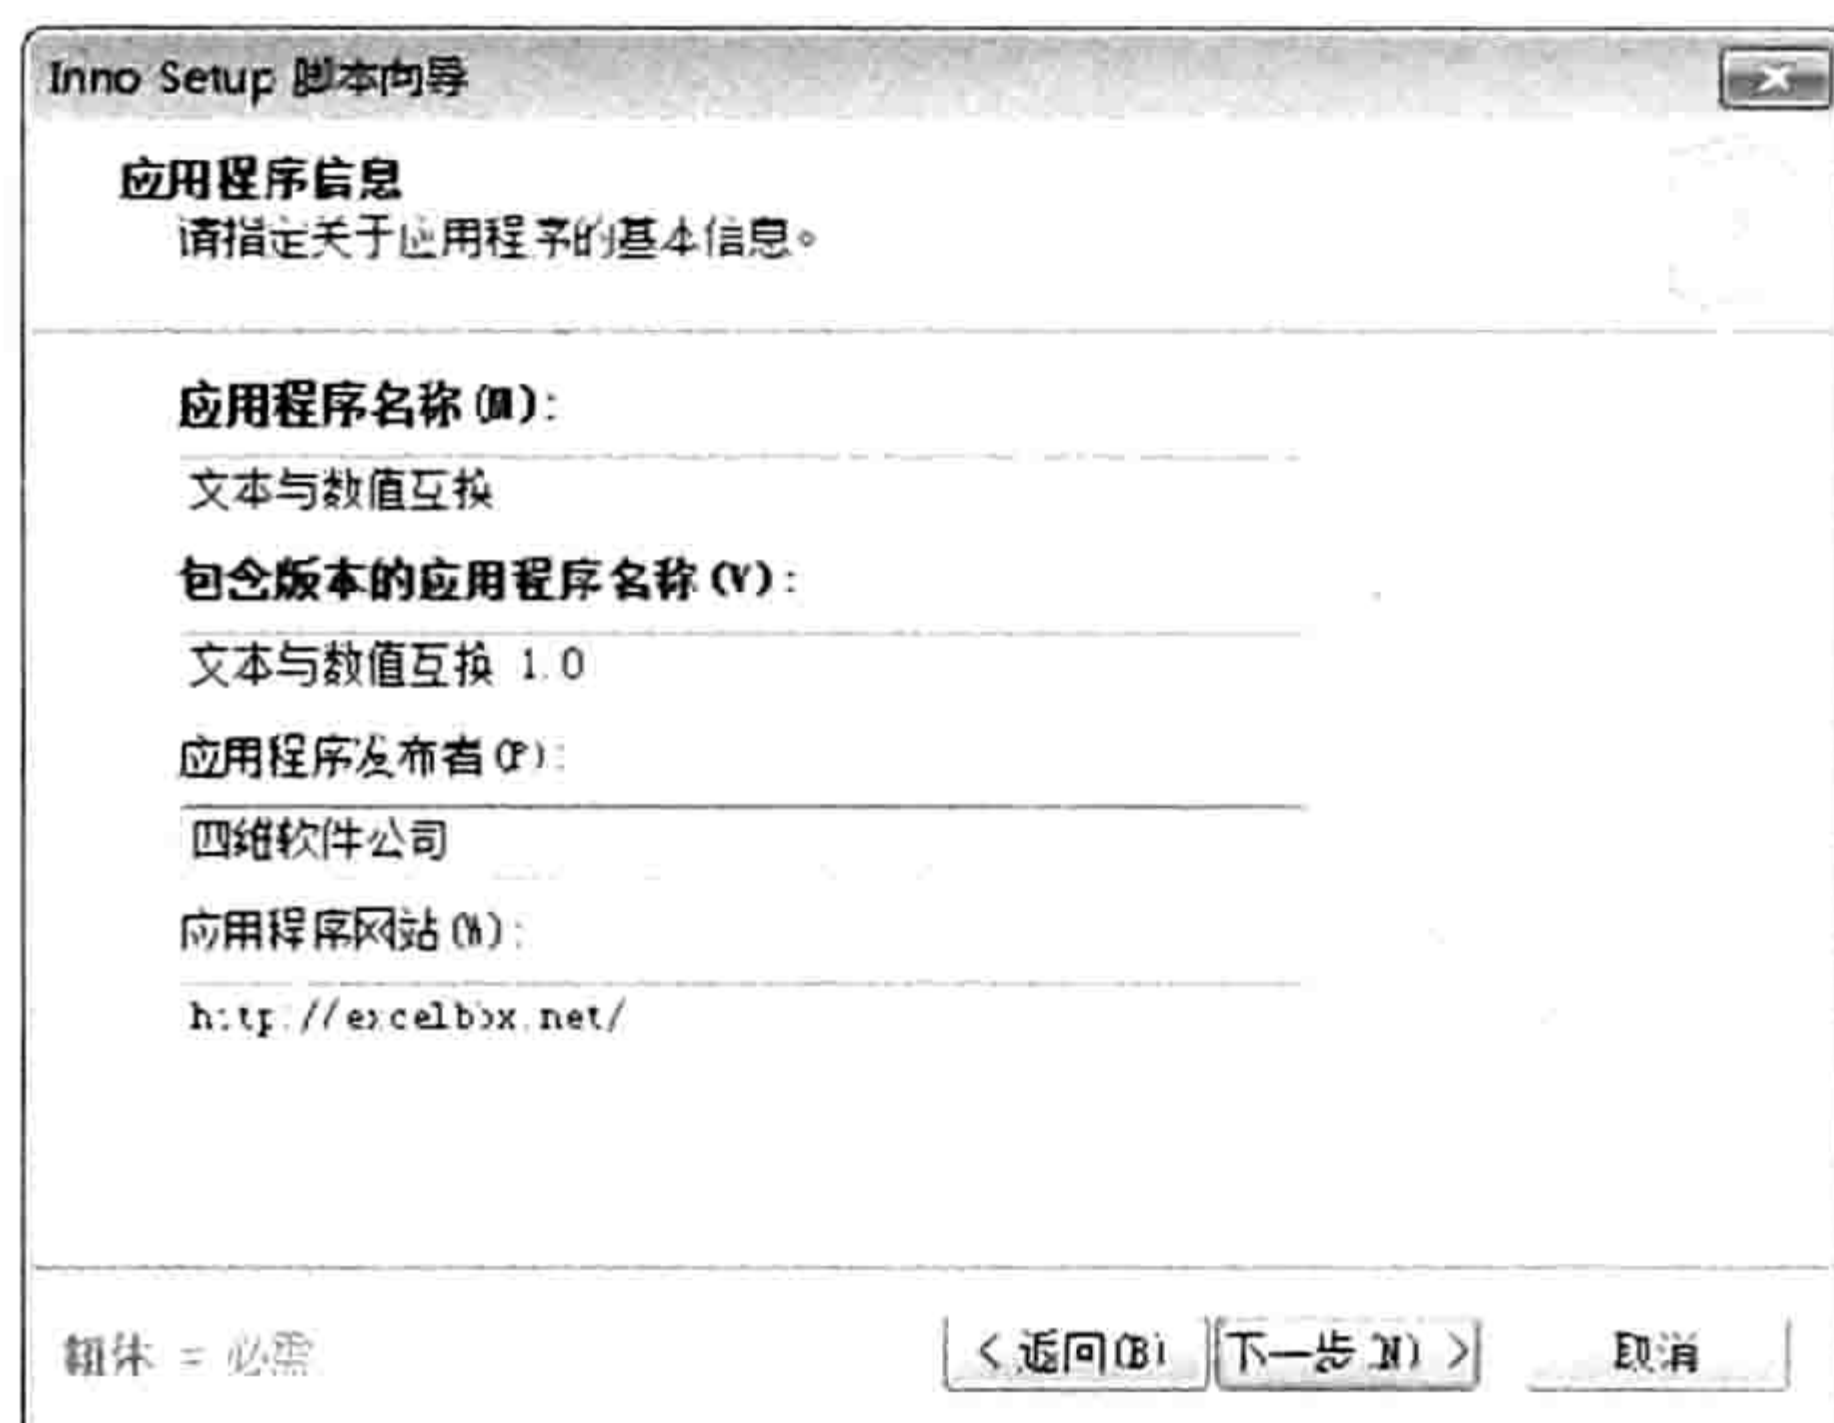 Inno Setup 脚本向导
应用程序信息
请指定关于应用程序的基本信息。
应用程序名称(N):
文本与数值互换
包含版本的应用程序名称(V):
文本与数值互换 1.0
应用程序发布者(P):
四维软件公司
应用程序网站(W):
http://excelbbx.net/
粗体 = 必需
< 返回(B) 下一步(N) > 取消